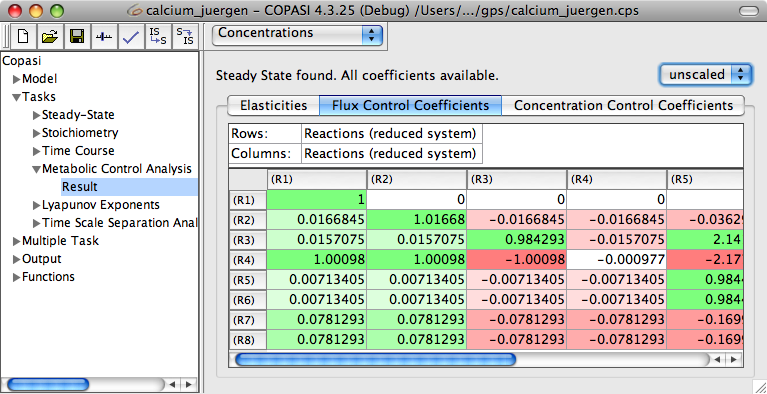 calcium_juergen – COPASI 4.3.25 (Debug) /Users/.../gps/calcium_juergen.cps
Concentrations
Copasi
Model
Tasks
Steady-State
Stoichiometry
Time Course
Metabolic Control Analysis
Result
Lyapunov Exponents
Time Scale Separation Anal
Multiple Task
Output
Functions
Steady State found. All coefficients available.
unscaled
Elasticities Flux Control Coefficients Concentration Control Coefficients
Rows: Reactions (reduced system)
Columns: Reactions (reduced system)
(R1) (R2) (R3) (R4) (R5)
(R1) 1 0 0 0
(R2) 0.0166845 1.01668 −0.0166845 −0.0166845 −0.0362
(R3) 0.0157075 0.0157075 0.984293 −0.0157075 2.14
(R4) 1.00098 1.00098 −1.00098 −0.000977 −2.17
(R5) 0.00713405 0.00713405 −0.00713405 −0.00713405 0.984
(R6) 0.00713405 0.00713405 −0.00713405 −0.00713405 0.984
(R7) 0.0781293 0.0781293 −0.0781293 −0.0781293 −0.169
(R8) 0.0781293 0.0781293 −0.0781293 −0.0781293 −0.169